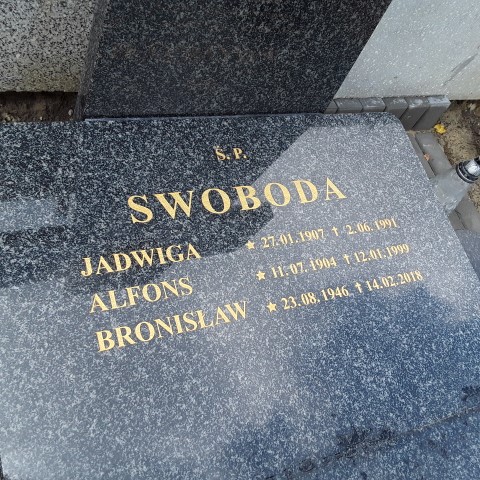 Ś. P.
SWOBODA
JADWIGA ★ 27.01.1907 ✝ 2.06.1991
ALFONS ★ 11.07.1904 ✝ 12.01.1999
BRONISŁAW ★ 23.08.1946 ✝ 14.02.2018